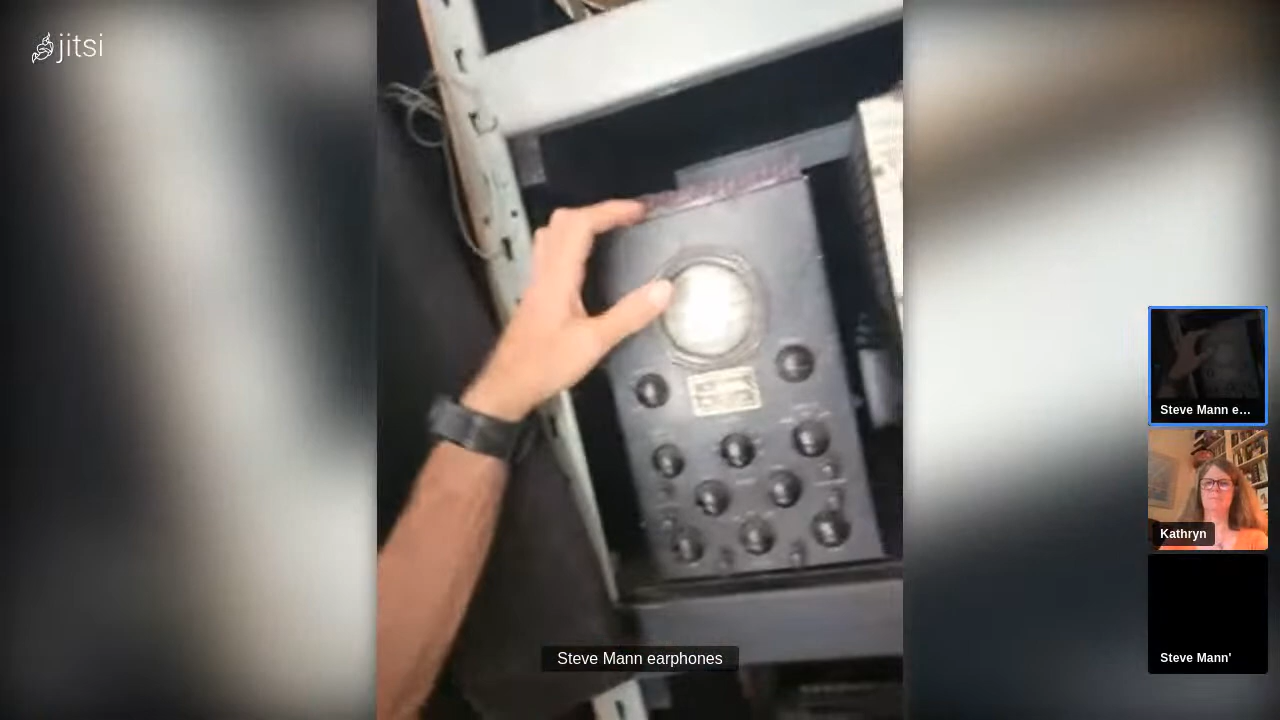 jitsi
Steve Mann e...
Kathryn
Steve Mann'
Steve Mann earphones